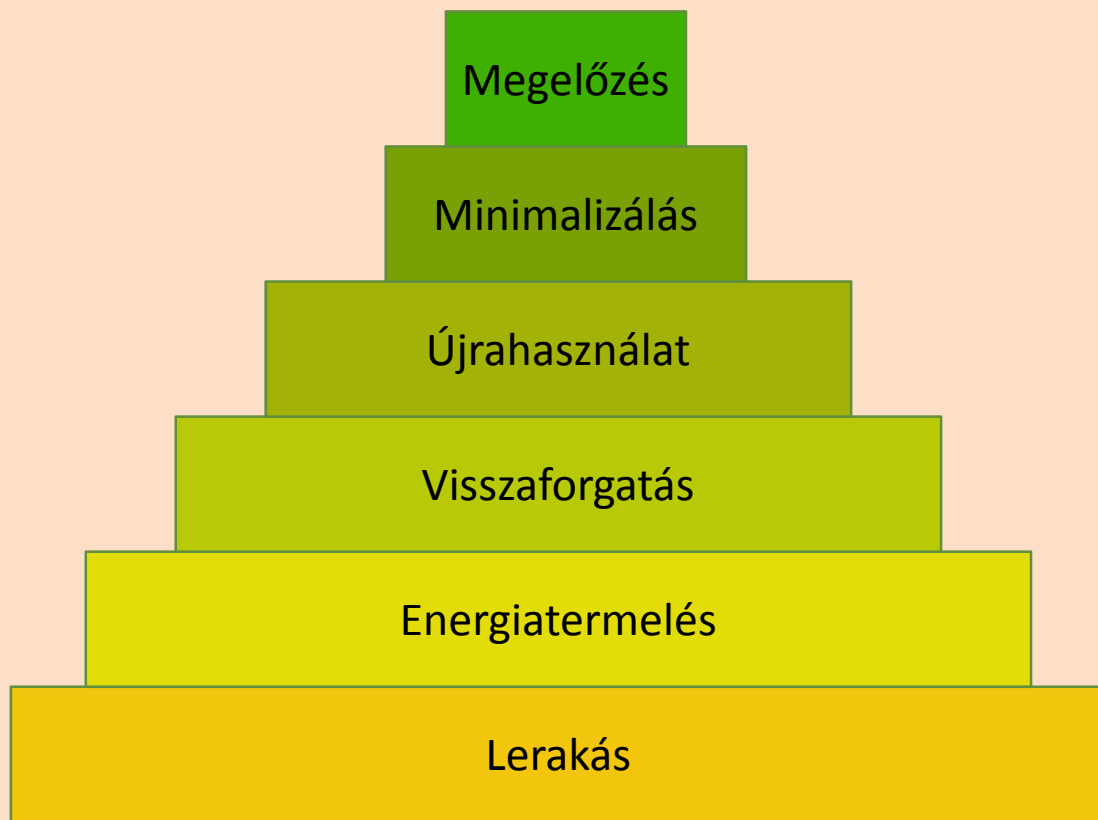 Megelőzés
Minimalizálás
Újrahasználat
Visszaforgatás
Energiatermelés
Lerakás